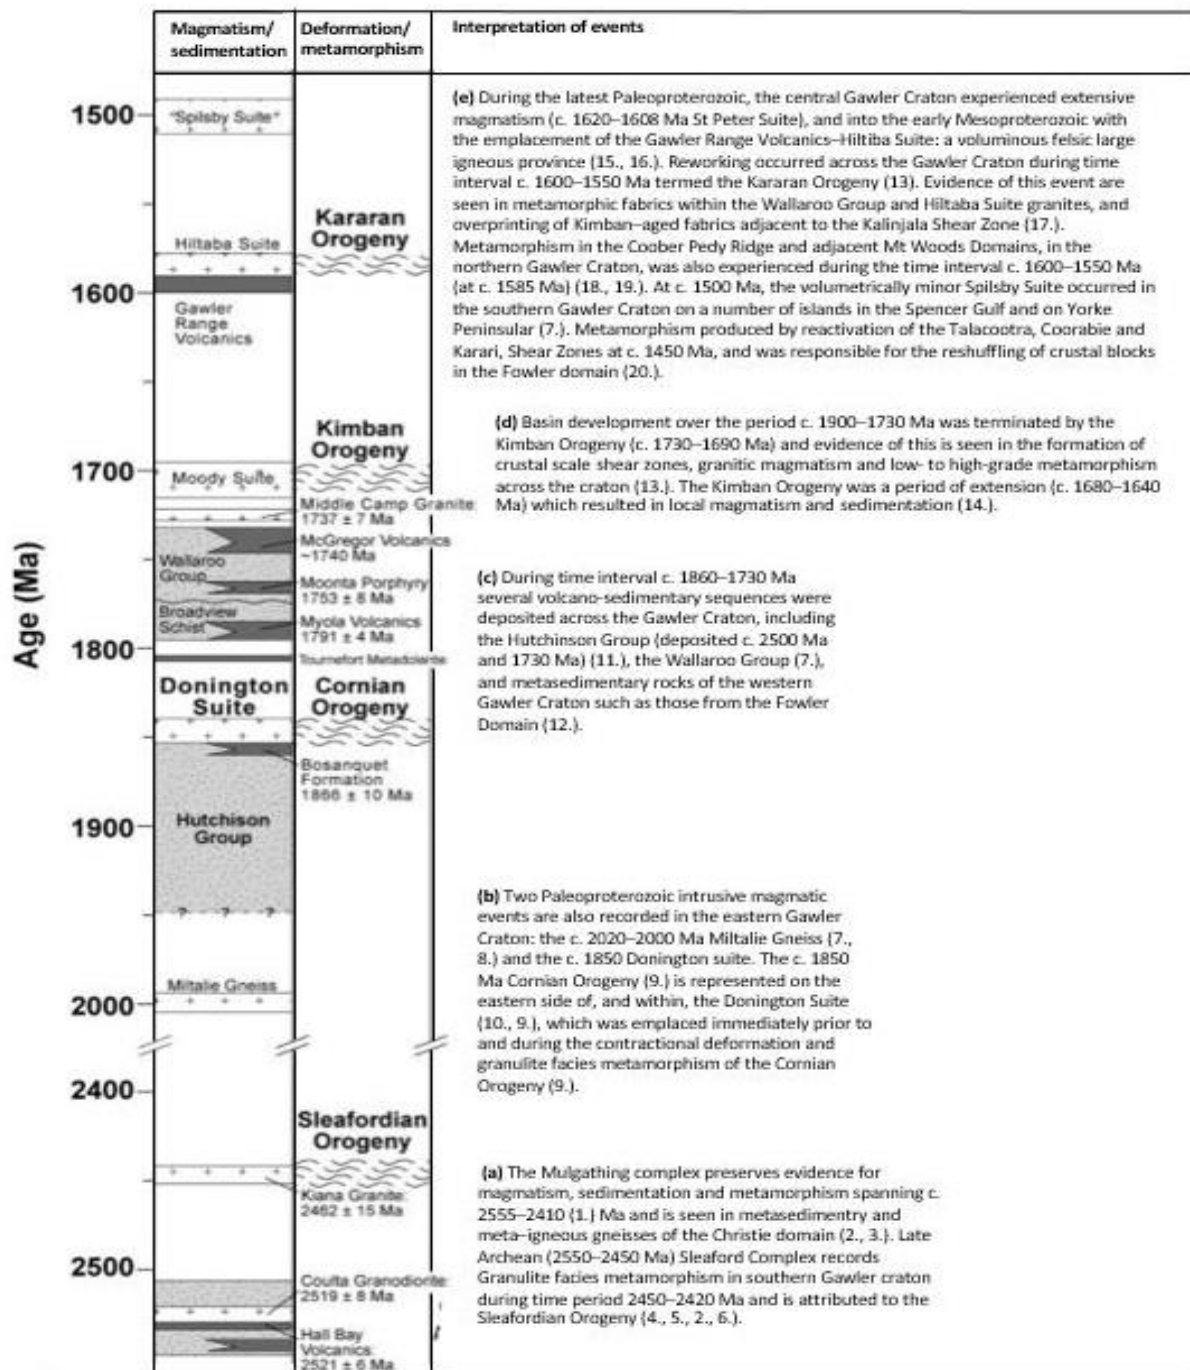 Magmatism/
sedimentation
Deformation/
metamorphism
Interpretation of events
Age (Ma)
1500
1600
1700
1800
1900
2000
2400
2500
"Spilsby Suite"
Hiltaba Suite
Gawler
Range
Volcanics
Moody Suite
Wallaroo
Group
Broadview
Schist
Donington
Suite
Hutchison
Group
? ? ?
Miltalie Gneiss
Kararan
Orogeny
Kimban
Orogeny
Middle Camp Granite
1737 ± 7 Ma
McGregor Volcanics
~1740 Ma
Moonta Porphyry
1753 ± 8 Ma
Myola Volcanics
1791 ± 4 Ma
Tournefort Metadolerite
Cornian
Orogeny
Bosanquet
Formation
1866 ± 10 Ma
Sleafordian
Orogeny
Kiana Granite
2462 ± 15 Ma
Coulta Granodiorite
2519 ± 8 Ma
Hall Bay
Volcanics
2521 ± 6 Ma
(e) During the latest Paleoproterozoic, the central Gawler Craton experienced extensive
magmatism (c. 1620–1608 Ma St Peter Suite), and into the early Mesoproterozoic with
the emplacement of the Gawler Range Volcanics–Hiltiba Suite: a voluminous felsic large
igneous province (15., 16.). Reworking occurred across the Gawler Craton during time
interval c. 1600–1550 Ma termed the Kararan Orogeny (13). Evidence of this event are
seen in metamorphic fabrics within the Wallaroo Group and Hiltaba Suite granites, and
overprinting of Kimban–aged fabrics adjacent to the Kalinjala Shear Zone (17.).
Metamorphism in the Coober Pedy Ridge and adjacent Mt Woods Domains, in the
northern Gawler Craton, was also experienced during the time interval c. 1600–1550 Ma
(at c. 1585 Ma) (18., 19.). At c. 1500 Ma, the volumetrically minor Spilsby Suite occurred in
the southern Gawler Craton on a number of islands in the Spencer Gulf and on Yorke
Peninsular (7.). Metamorphism produced by reactivation of the Talacootra, Coorabie and
Karari, Shear Zones at c. 1450 Ma, and was responsible for the reshuffling of crustal blocks
in the Fowler domain (20.).
(d) Basin development over the period c. 1900–1730 Ma was terminated by the
Kimban Orogeny (c. 1730–1690 Ma) and evidence of this is seen in the formation of
crustal scale shear zones, granitic magmatism and low- to high-grade metamorphism
across the craton (13.). The Kimban Orogeny was a period of extension (c. 1680–1640
Ma) which resulted in local magmatism and sedimentation (14.).
(c) During time interval c. 1860–1730 Ma
several volcano-sedimentary sequences were
deposited across the Gawler Craton, including
the Hutchinson Group (deposited c. 2500 Ma
and 1730 Ma) (11.), the Wallaroo Group (7.),
and metasedimentary rocks of the western
Gawler Craton such as those from the Fowler
Domain (12.).
(b) Two Paleoproterozoic intrusive magmatic
events are also recorded in the eastern Gawler
Craton: the c. 2020–2000 Ma Miltalie Gneiss (7.,
8.) and the c. 1850 Donington suite. The c. 1850
Ma Cornian Orogeny (9.) is represented on the
eastern side of, and within, the Donington Suite
(10., 9.), which was emplaced immediately prior to
and during the contractional deformation and
granulite facies metamorphism of the Cornian
Orogeny (9.).
(a) The Mulgathing complex preserves evidence for
magmatism, sedimentation and metamorphism spanning c.
2555–2410 (1.) Ma and is seen in metasedimentry and
meta-igneous gneisses of the Christie domain (2., 3.). Late
Archean (2550–2450 Ma) Sleaford Complex records
Granulite facies metamorphism in southern Gawler craton
during time period 2450–2420 Ma and is attributed to the
Sleafordian Orogeny (4., 5., 2., 6.).